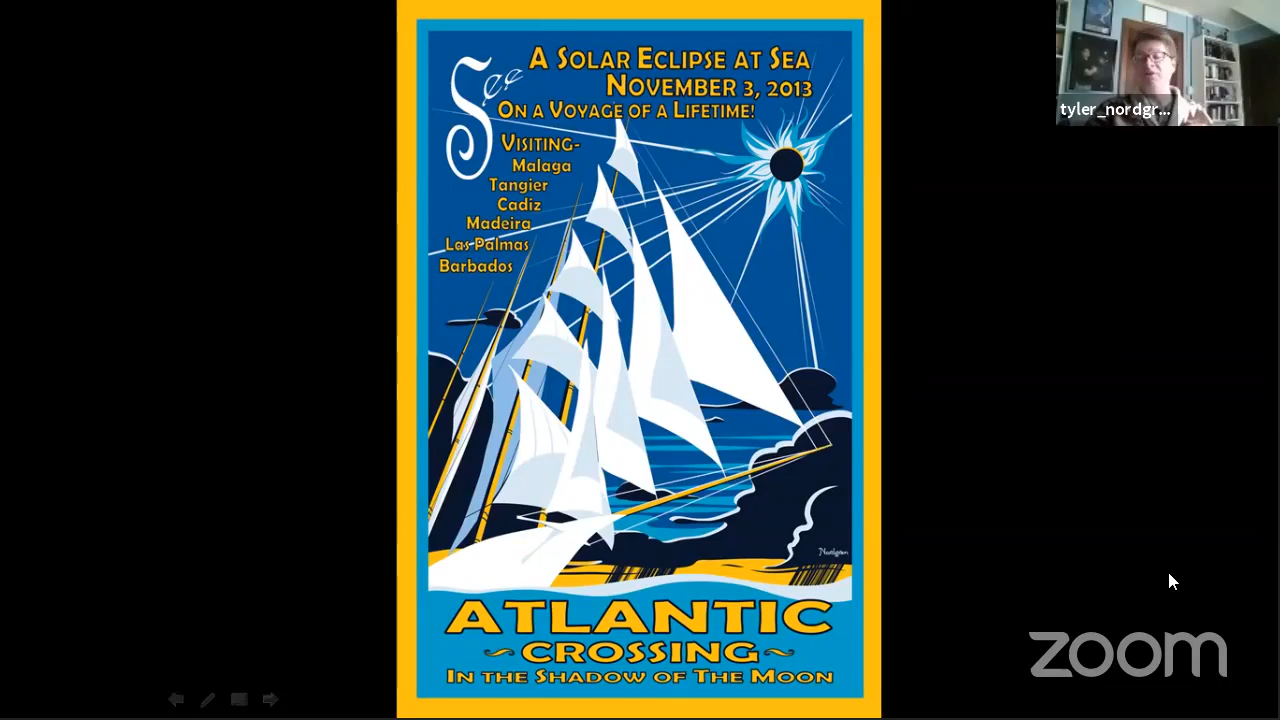 See
A Solar Eclipse at Sea
November 3, 2013
On a Voyage of a Lifetime!
Visiting-
Malaga
Tangier
Cadiz
Madeira
Las Palmas
Barbados
Nordgren
ATLANTIC
~ CROSSING ~
In the Shadow of The Moon
tyler_nordgr...
zoom